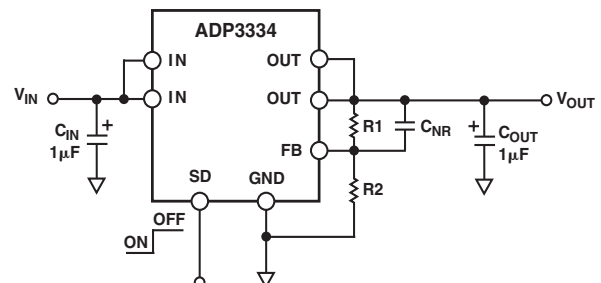 ADP3334
IN
OUT
V_IN
IN
OUT
V_OUT
C_IN
1μF
+
R1
C_NR
+
C_OUT
1μF
FB
SD
GND
R2
OFF
ON